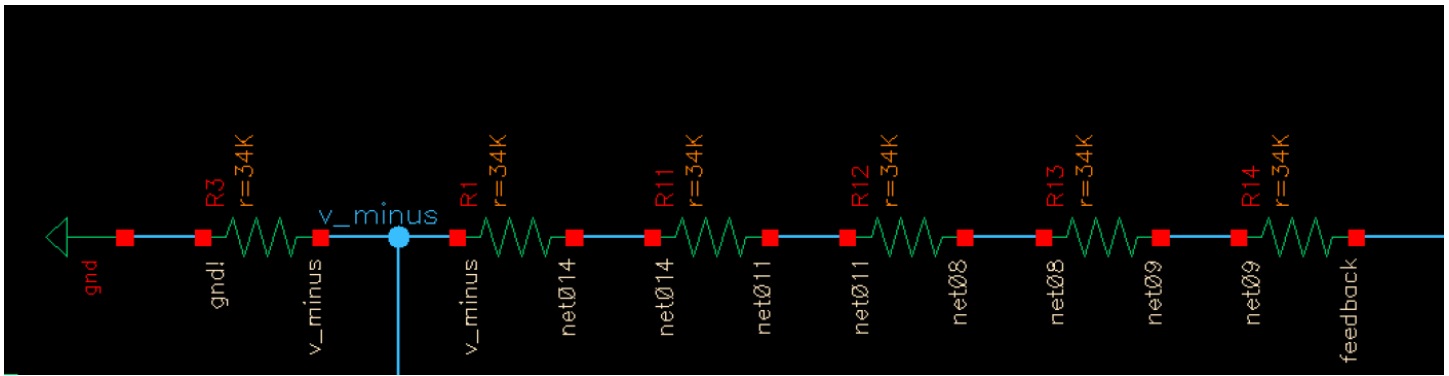 R3
r=34K
R1
r=34K
R11
r=34K
R12
r=34K
R13
r=34K
R14
r=34K
v_minus
gnd
gnd!
v_minus
v_minus
net014
net014
net011
net011
net08
net08
net09
net09
feedback